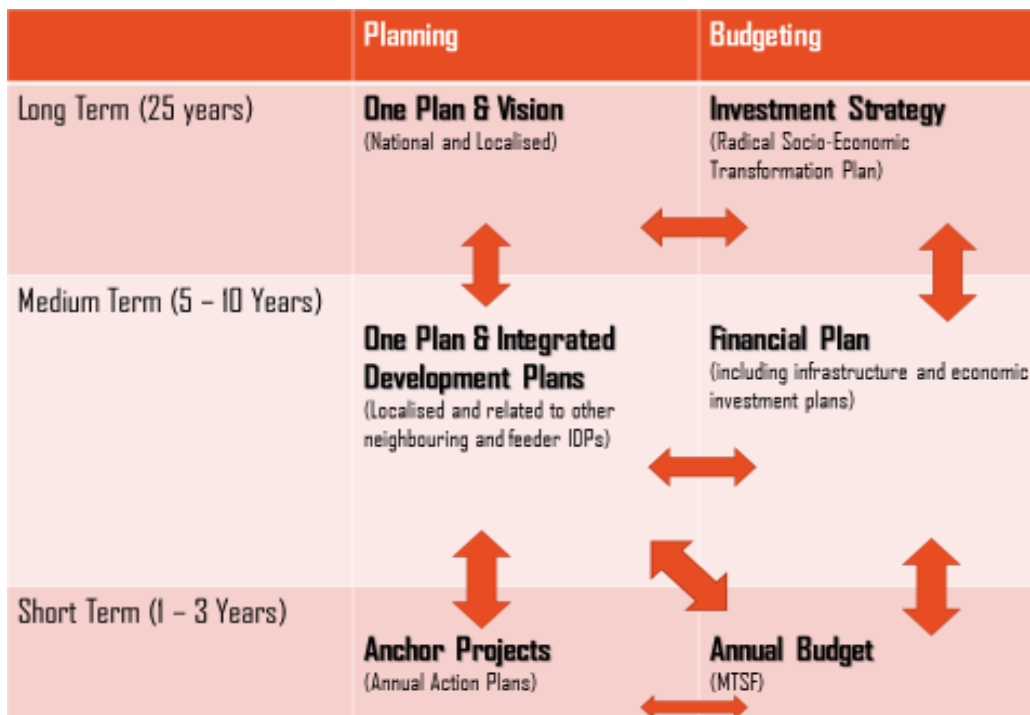 Planning
Budgeting
Long Term (25 years)
One Plan & Vision
(National and Localised)
Investment Strategy
(Radical Socio-Economic
Transformation Plan)
Medium Term (5 – 10 Years)
One Plan & Integrated
Development Plans
(Localised and related to other
neighbouring and feeder IDPs)
Financial Plan
(including infrastructure and economic
investment plans)
Short Term (1 – 3 Years)
Anchor Projects
(Annual Action Plans)
Annual Budget
(MTSF)